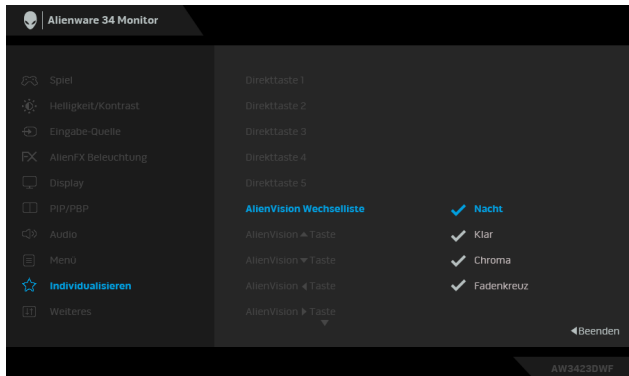 Alienware 34 Monitor
Spiel
Helligkeit/Kontrast
Eingabe-Quelle
AlienFX Beleuchtung
Display
PIP/PBP
Audio
Menü
Individualisieren
Weiteres
Direkttaste 1
Direkttaste 2
Direkttaste 3
Direkttaste 4
Direkttaste 5
AlienVision Wechselliste
AlienVision ▲ Taste
AlienVision ▼ Taste
AlienVision ◀ Taste
AlienVision ▶ Taste
Nacht
Klar
Chroma
Fadenkreuz
◀Beenden
AW3423DWF